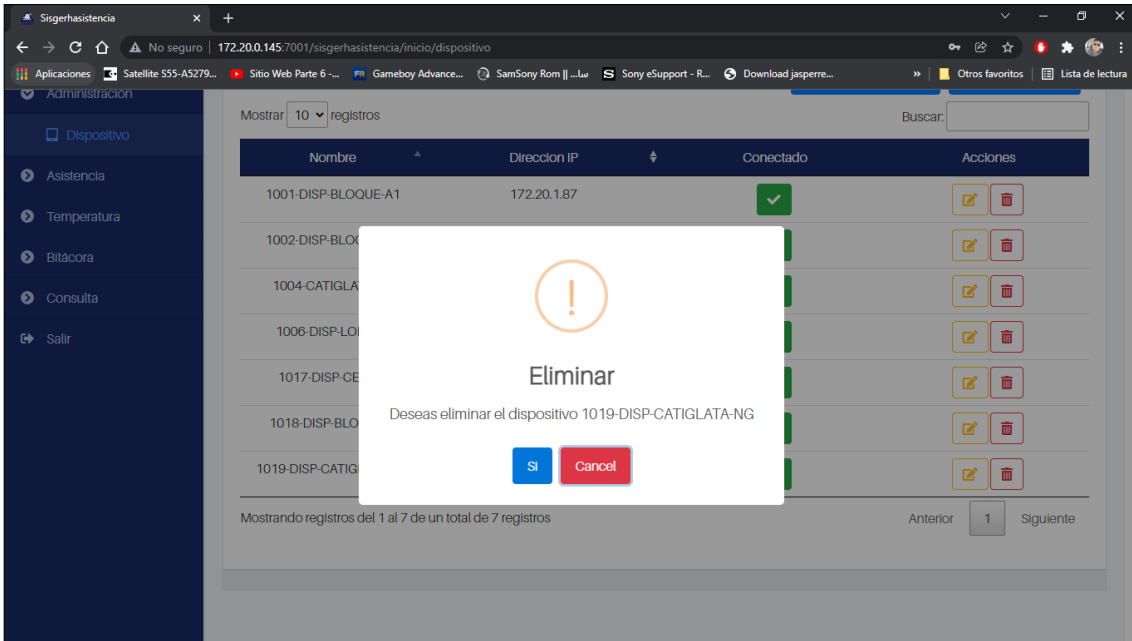 Sisgerhasistencia
No seguro | 172.20.0.145:7001/sisgerhasistencia/inicio/dispositivo
Aplicaciones Satellite S55-A5279... Sitio Web Parte 6 -... Gameboy Advance... SamSony Rom || ...سا Sony eSupport - R... Download jasperre... » Otros favoritos Lista de lectura
Administración
Dispositivo
Asistencia
Temperatura
Bitácora
Consulta
Salir
Mostrar 10 registros Buscar:
Nombre Direccion IP Conectado Acciones
1001-DISP-BLOQUE-A1 172.20.1.87
1002-DISP-BLOQ
1004-CATIGLA
1006-DISP-LO
1017-DISP-CE
1018-DISP-BLO
1019-DISP-CATIG
Eliminar
Deseas eliminar el dispositivo 1019-DISP-CATIGLATA-NG
SI Cancel
Mostrando registros del 1 al 7 de un total de 7 registros Anterior 1 Siguiente